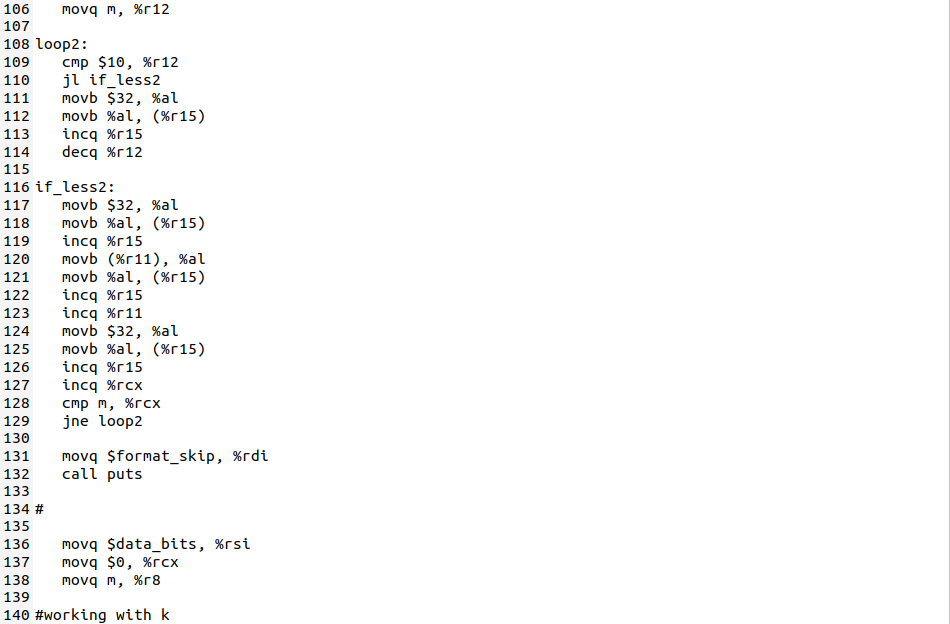 106 movq m, %r12
107
108 loop2:
109 cmp $10, %r12
110 jl if_less2
111 movb $32, %al
112 movb %al, (%r15)
113 incq %r15
114 decq %r12
115
116 if_less2:
117 movb $32, %al
118 movb %al, (%r15)
119 incq %r15
120 movb (%r11), %al
121 movb %al, (%r15)
122 incq %r15
123 incq %r11
124 movb $32, %al
125 movb %al, (%r15)
126 incq %r15
127 incq %rcx
128 cmp m, %rcx
129 jne loop2
130
131 movq $format_skip, %rdi
132 call puts
133
134 #
135
136 movq $data_bits, %rsi
137 movq $0, %rcx
138 movq m, %r8
139
140 #working with k